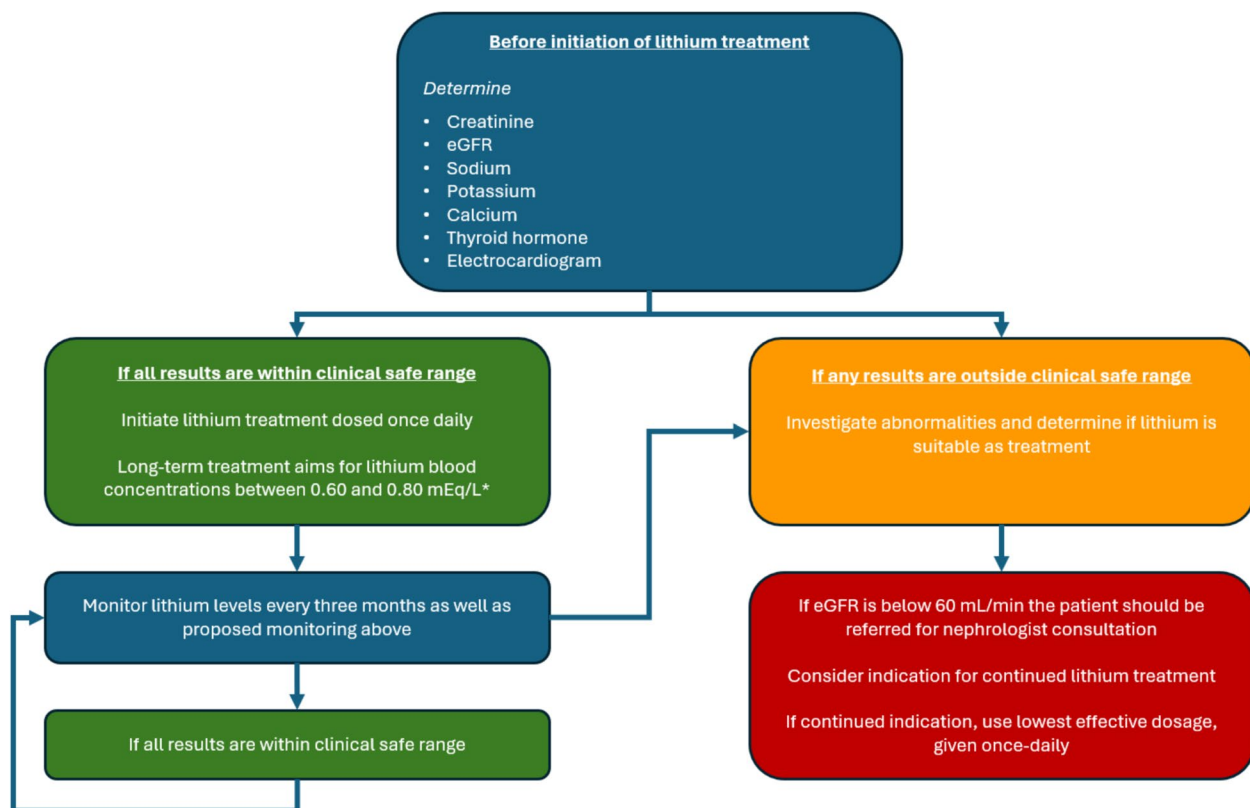 Before initiation of lithium treatment
Determine
• Creatinine
• eGFR
• Sodium
• Potassium
• Calcium
• Thyroid hormone
• Electrocardiogram
If all results are within clinical safe range
Initiate lithium treatment dosed once daily
Long-term treatment aims for lithium blood
concentrations between 0.60 and 0.80 mEq/L*
If any results are outside clinical safe range
Investigate abnormalities and determine if lithium is
suitable as treatment
Monitor lithium levels every three months as well as
proposed monitoring above
If eGFR is below 60 mL/min the patient should be
referred for nephrologist consultation
Consider indication for continued lithium treatment
If continued indication, use lowest effective dosage,
given once-daily
If all results are within clinical safe range